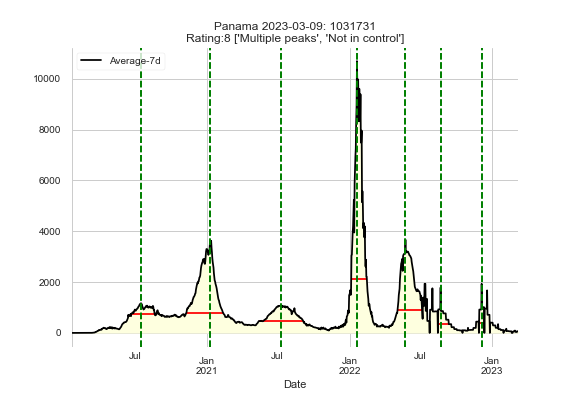 Panama 2023-03-09: 1031731
Rating:8 ['Multiple peaks', 'Not in control']
Average-7d
10000
8000
6000
4000
2000
0
Jul
Jan
2021
Jul
Jan
2022
Jul
Jan
2023
Date